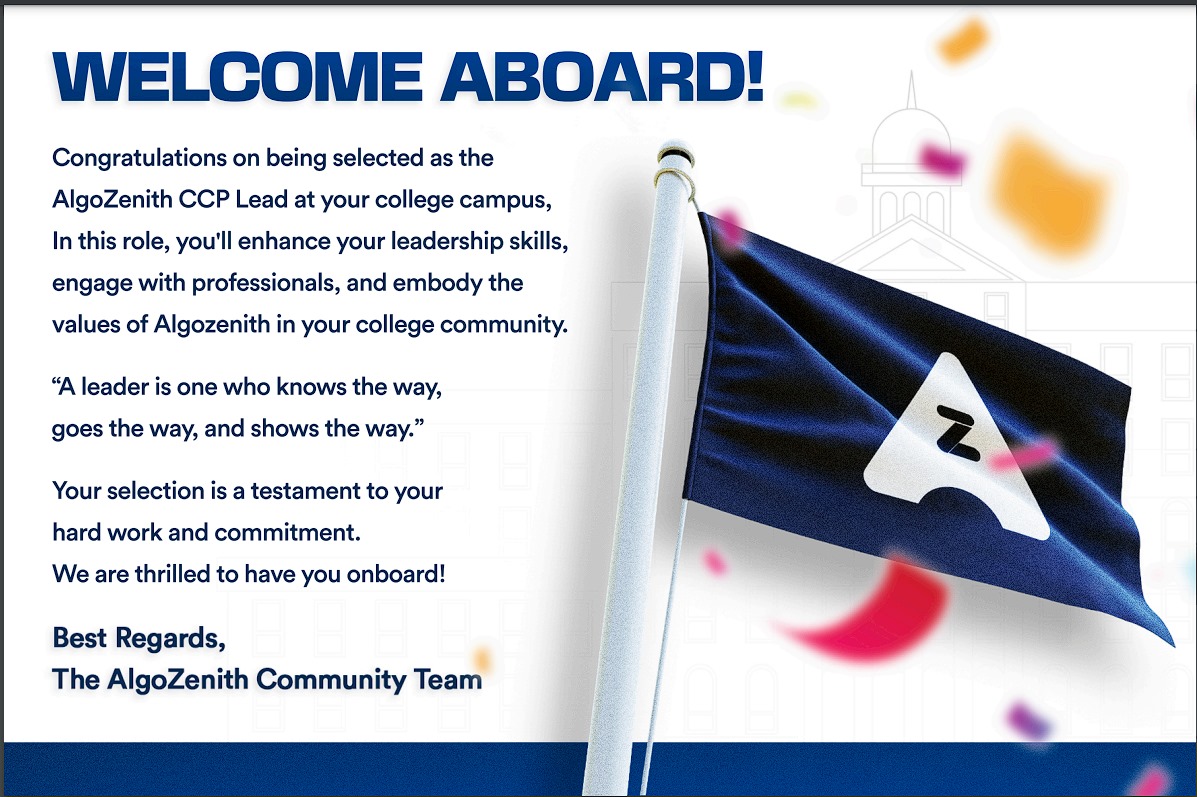 WELCOME ABOARD!
Congratulations on being selected as the
AlgoZenith CCP Lead at your college campus,
In this role, you'll enhance your leadership skills,
engage with professionals, and embody the
values of Algozenith in your college community.
“A leader is one who knows the way,
goes the way, and shows the way.”
Your selection is a testament to your
hard work and commitment.
We are thrilled to have you onboard!
Best Regards,
The AlgoZenith Community Team
Z